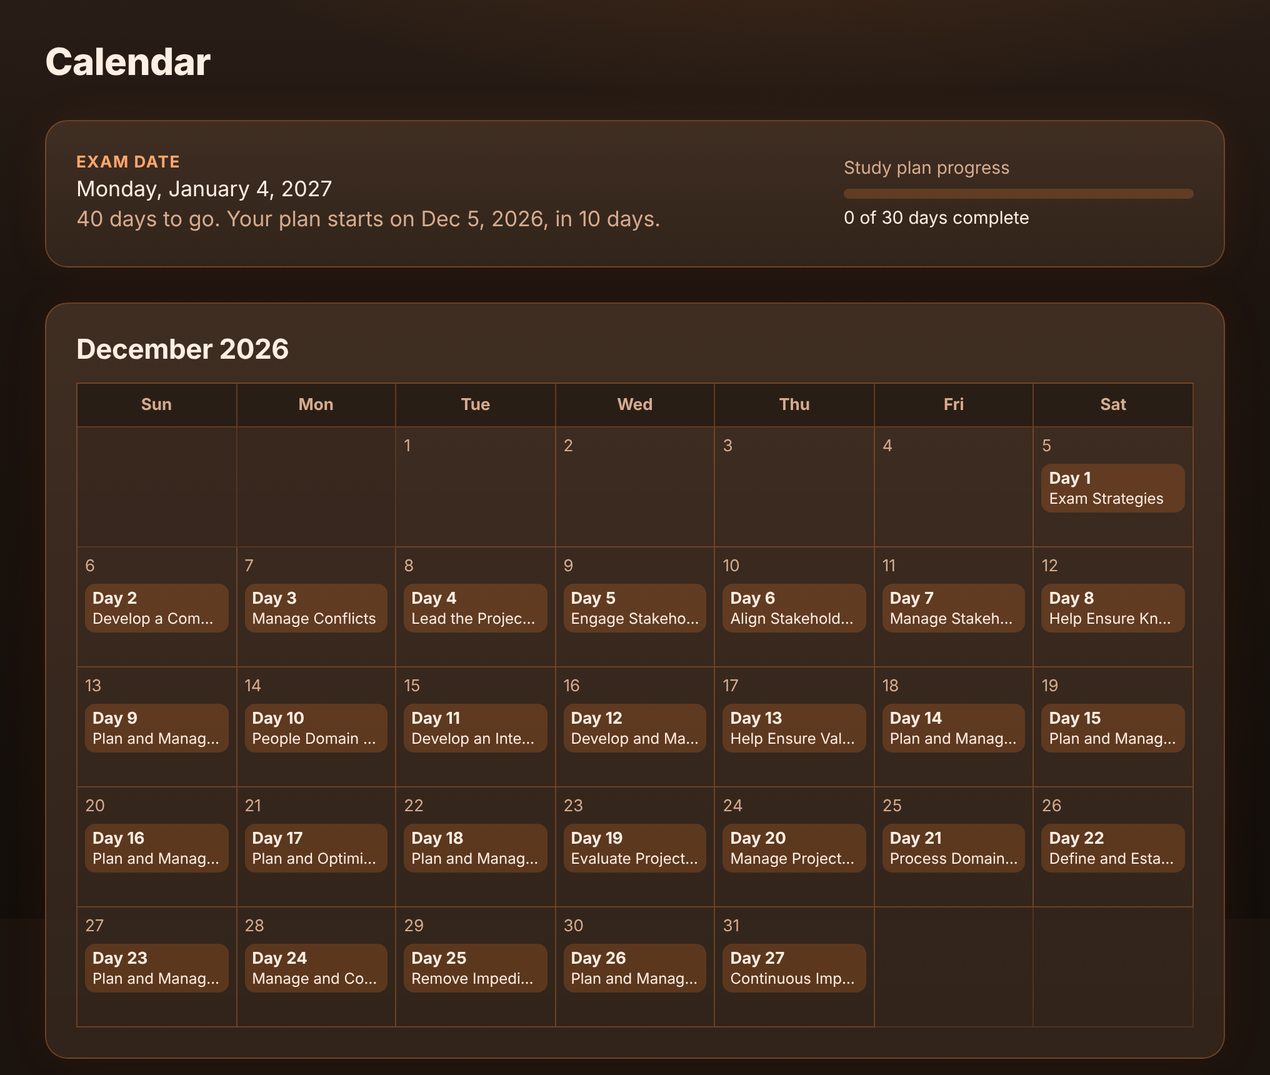 Calendar
EXAM DATE
Monday, January 4, 2027
40 days to go. Your plan starts on Dec 5, 2026, in 10 days.
Study plan progress
0 of 30 days complete
December 2026
Sun Mon Tue Wed Thu Fri Sat
1 2 3 4 5
Day 1
Exam Strategies
6 7 8 9 10 11 12
Day 2 Day 3 Day 4 Day 5 Day 6 Day 7 Day 8
Develop a Com... Manage Conflicts Lead the Projec... Engage Stakeho... Align Stakehold... Manage Stakeh... Help Ensure Kn...
13 14 15 16 17 18 19
Day 9 Day 10 Day 11 Day 12 Day 13 Day 14 Day 15
Plan and Manag... People Domain ... Develop an Inte... Develop and Ma... Help Ensure Val... Plan and Manag... Plan and Manag...
20 21 22 23 24 25 26
Day 16 Day 17 Day 18 Day 19 Day 20 Day 21 Day 22
Plan and Manag... Plan and Optimi... Plan and Manag... Evaluate Project... Manage Project... Process Domain... Define and Esta...
27 28 29 30 31
Day 23 Day 24 Day 25 Day 26 Day 27
Plan and Manag... Manage and Co... Remove Impedi... Plan and Manag... Continuous Imp...